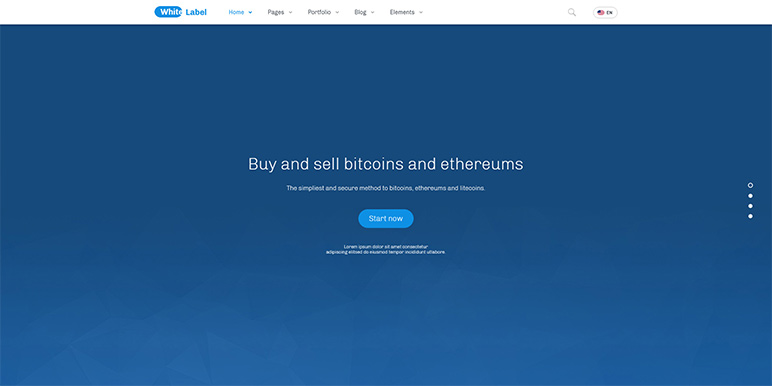 White Label
Home
Pages
Portfolio
Blog
Elements
EN
Buy and sell bitcoins and ethereums
The simpliest and secure method to bitcoins, ethereums and litecoins.
Start now
Lorem ipsum dolor sit amet consectetur
adipiscing elitsed do eiusmod tempor incididunt utlabore.